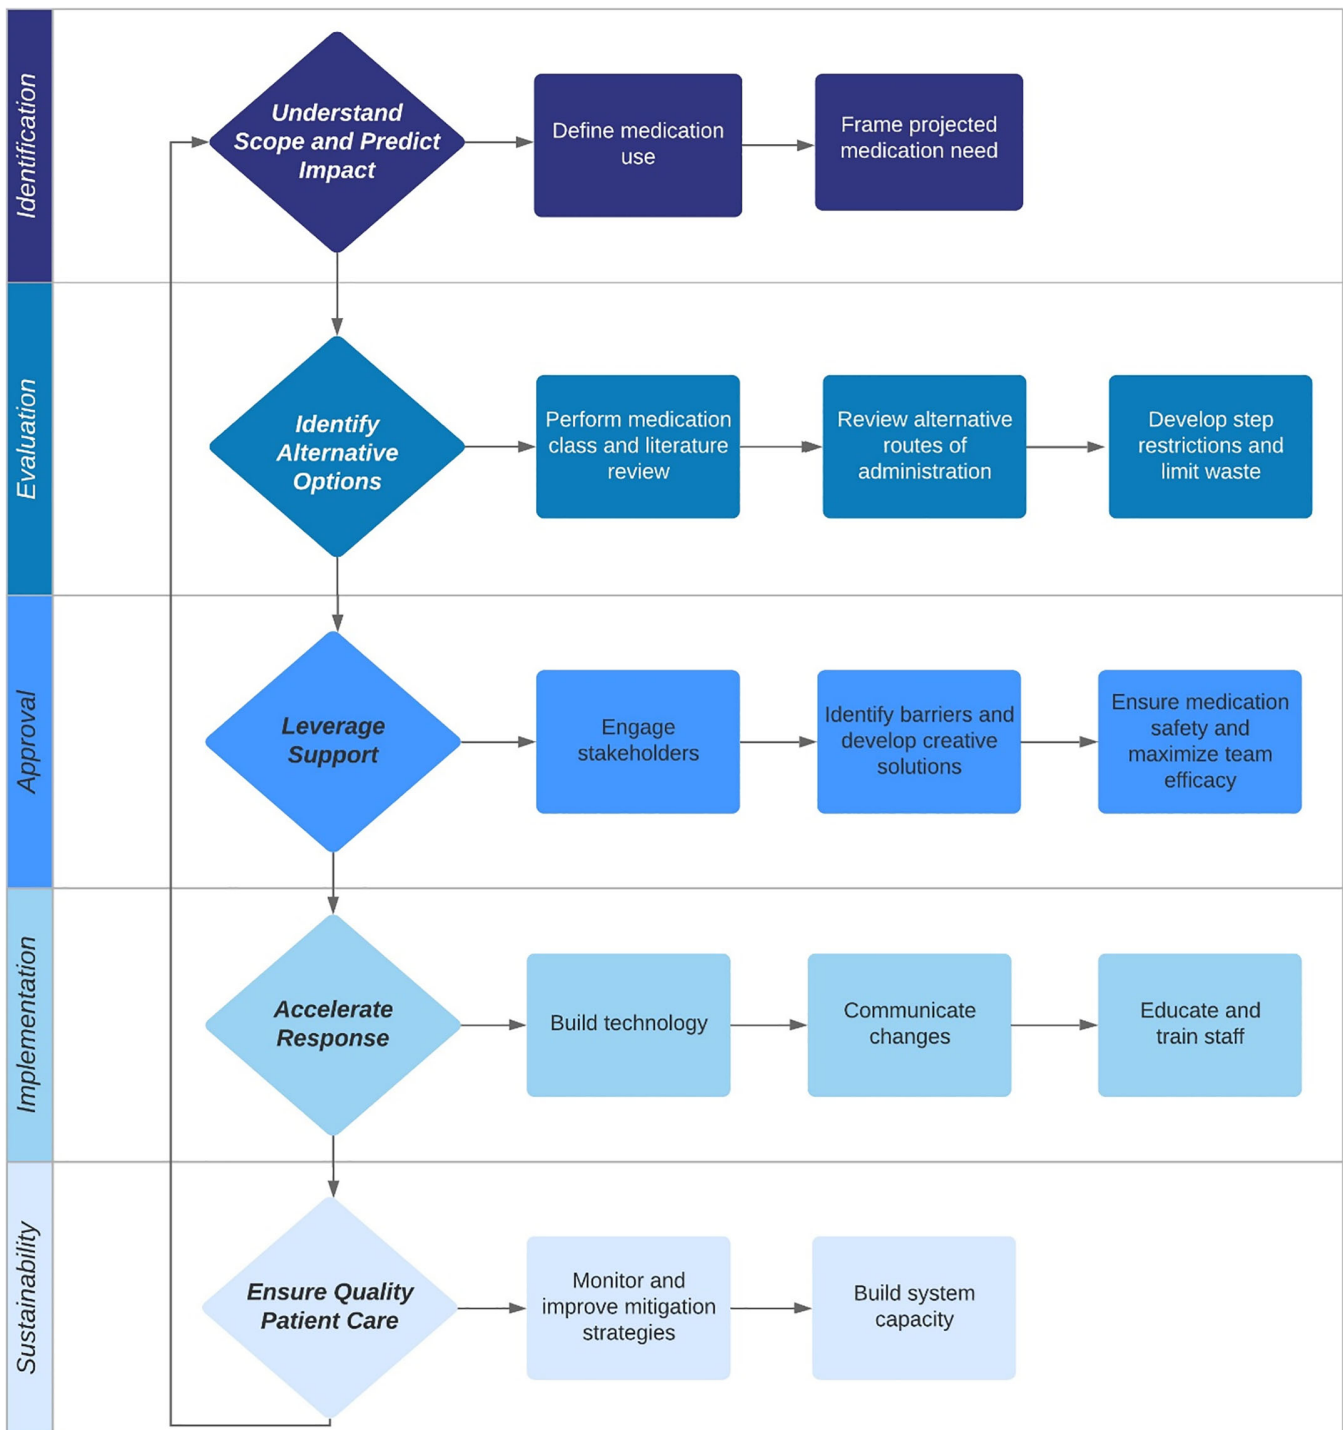 Identification
Understand
Scope and Predict
Impact
Define medication
use
Frame projected
medication need
Evaluation
Identify
Alternative
Options
Perform medication
class and literature
review
Review alternative
routes of
administration
Develop step
restrictions and
limit waste
Approval
Leverage
Support
Engage
stakeholders
Identify barriers and
develop creative
solutions
Ensure medication
safety and
maximize team
efficacy
Implementation
Accelerate
Response
Build technology
Communicate
changes
Educate and
train staff
Sustainability
Ensure Quality
Patient Care
Monitor and
improve mitigation
strategies
Build system
capacity